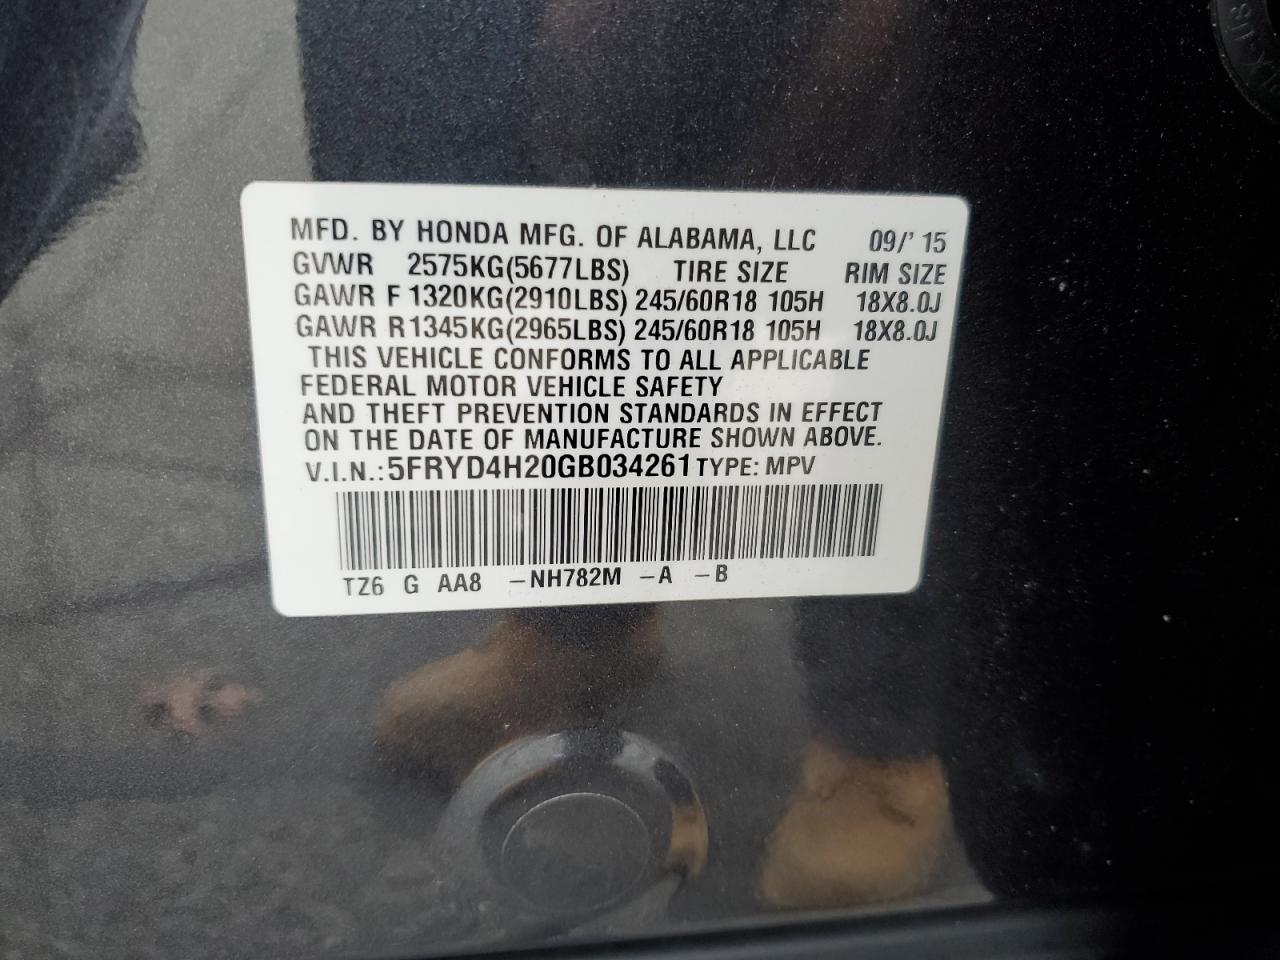 MFD. BY HONDA MFG. OF ALABAMA, LLC 09/' 15
GVWR 2575KG(5677LBS) TIRE SIZE RIM SIZE
GAWR F 1320KG(2910LBS) 245/60R18 105H 18X8.0J
GAWR R 1345KG(2965LBS) 245/60R18 105H 18X8.0J
THIS VEHICLE CONFORMS TO ALL APPLICABLE
FEDERAL MOTOR VEHICLE SAFETY
AND THEFT PREVENTION STANDARDS IN EFFECT
ON THE DATE OF MANUFACTURE SHOWN ABOVE.
V.I.N.: 5FRYD4H20GB034261 TYPE: MPV
TZ6 G AA8 -NH782M -A -B